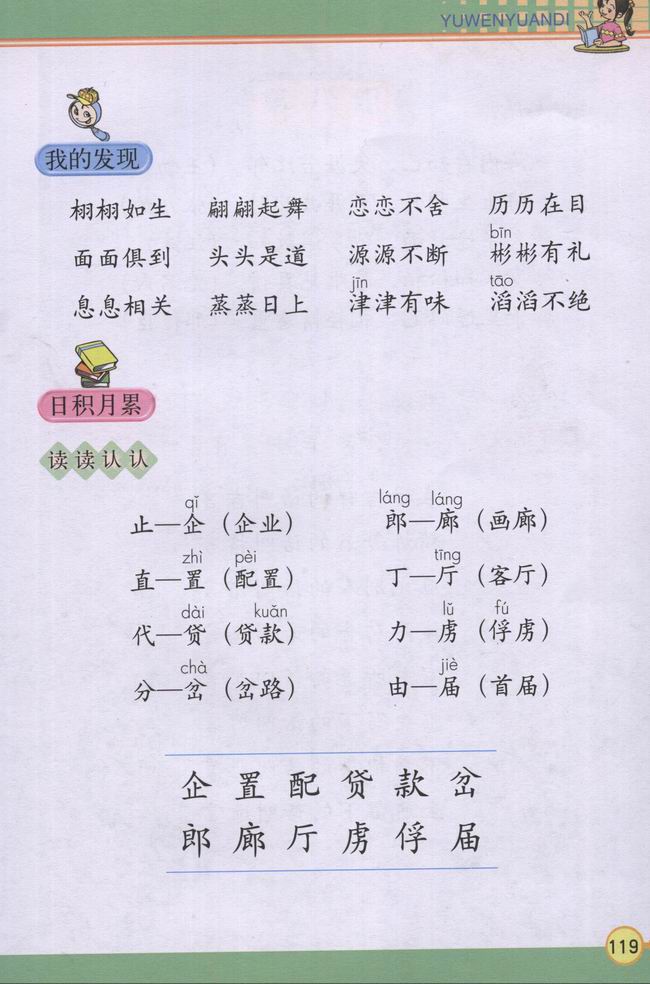 YUWENYUANDI
我的发现
栩栩如生 翩翩起舞 恋恋不舍 历历在目
bīn
面面俱到 头头是道 源源不断 彬彬有礼
jīn tāo
息息相关 蒸蒸日上 津津有味 滔滔不绝
日积月累
读读认认
qǐ láng láng
止—企（企业） 郎—廊（画廊）
zhì pèi tīng
直—置（配置） 丁—厅（客厅）
dài kuǎn lǔ fú
代—贷（贷款） 力—虏（俘虏）
chà jiè
分—岔（岔路） 由—届（首届）
企 置 配 贷 款 岔
郎 廊 厅 虏 俘 届
119